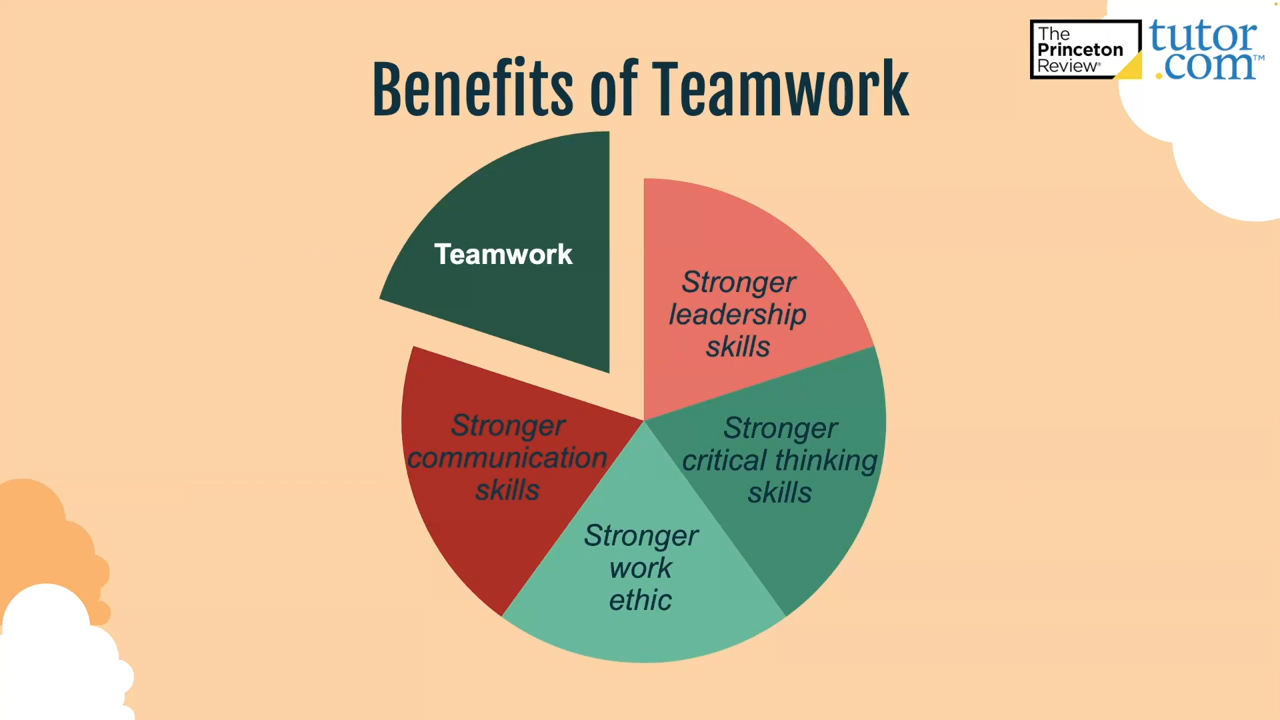 The
Princeton
Review®
tutor
.com™
Benefits of Teamwork
Teamwork
Stronger
leadership
skills
Stronger
critical thinking
skills
Stronger
work
ethic
Stronger
communication
skills